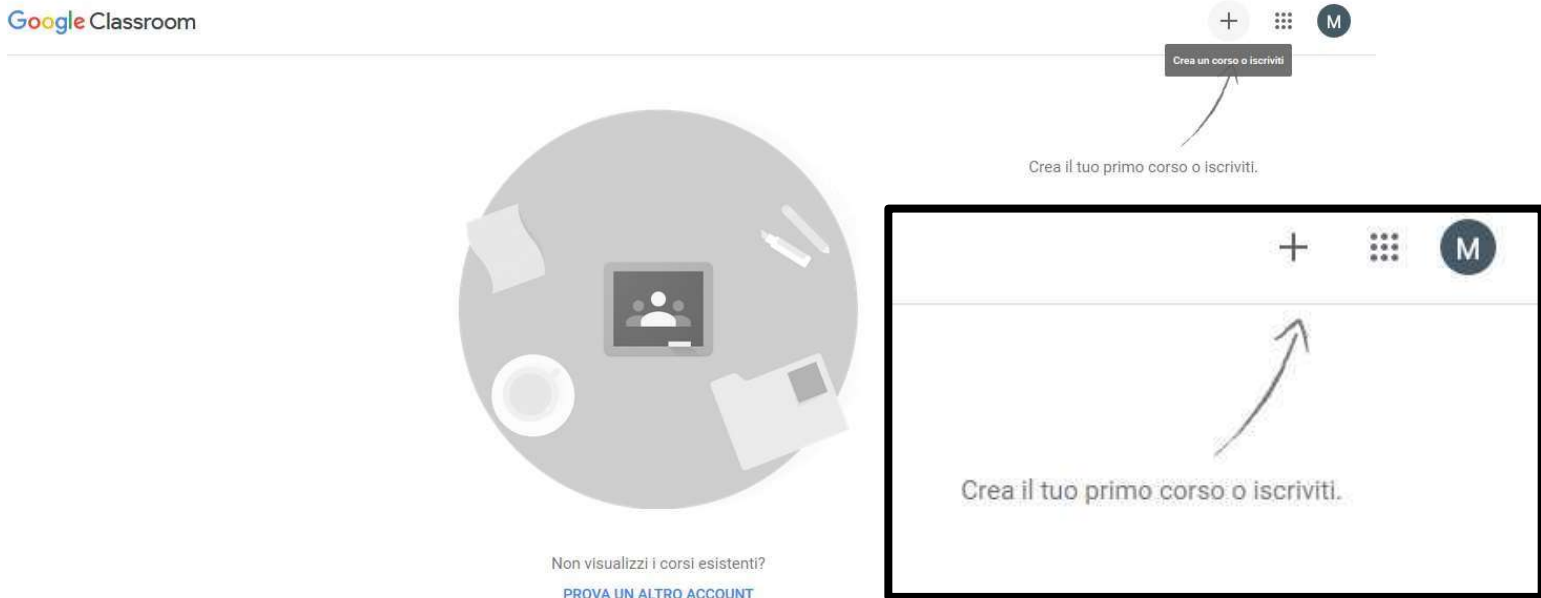 Google Classroom
M
Crea un corso o iscriviti
Crea il tuo primo corso o iscriviti.
M
Crea il tuo primo corso o iscriviti.
Non visualizzi i corsi esistenti?
PROVA UN ALTRO ACCOUNT